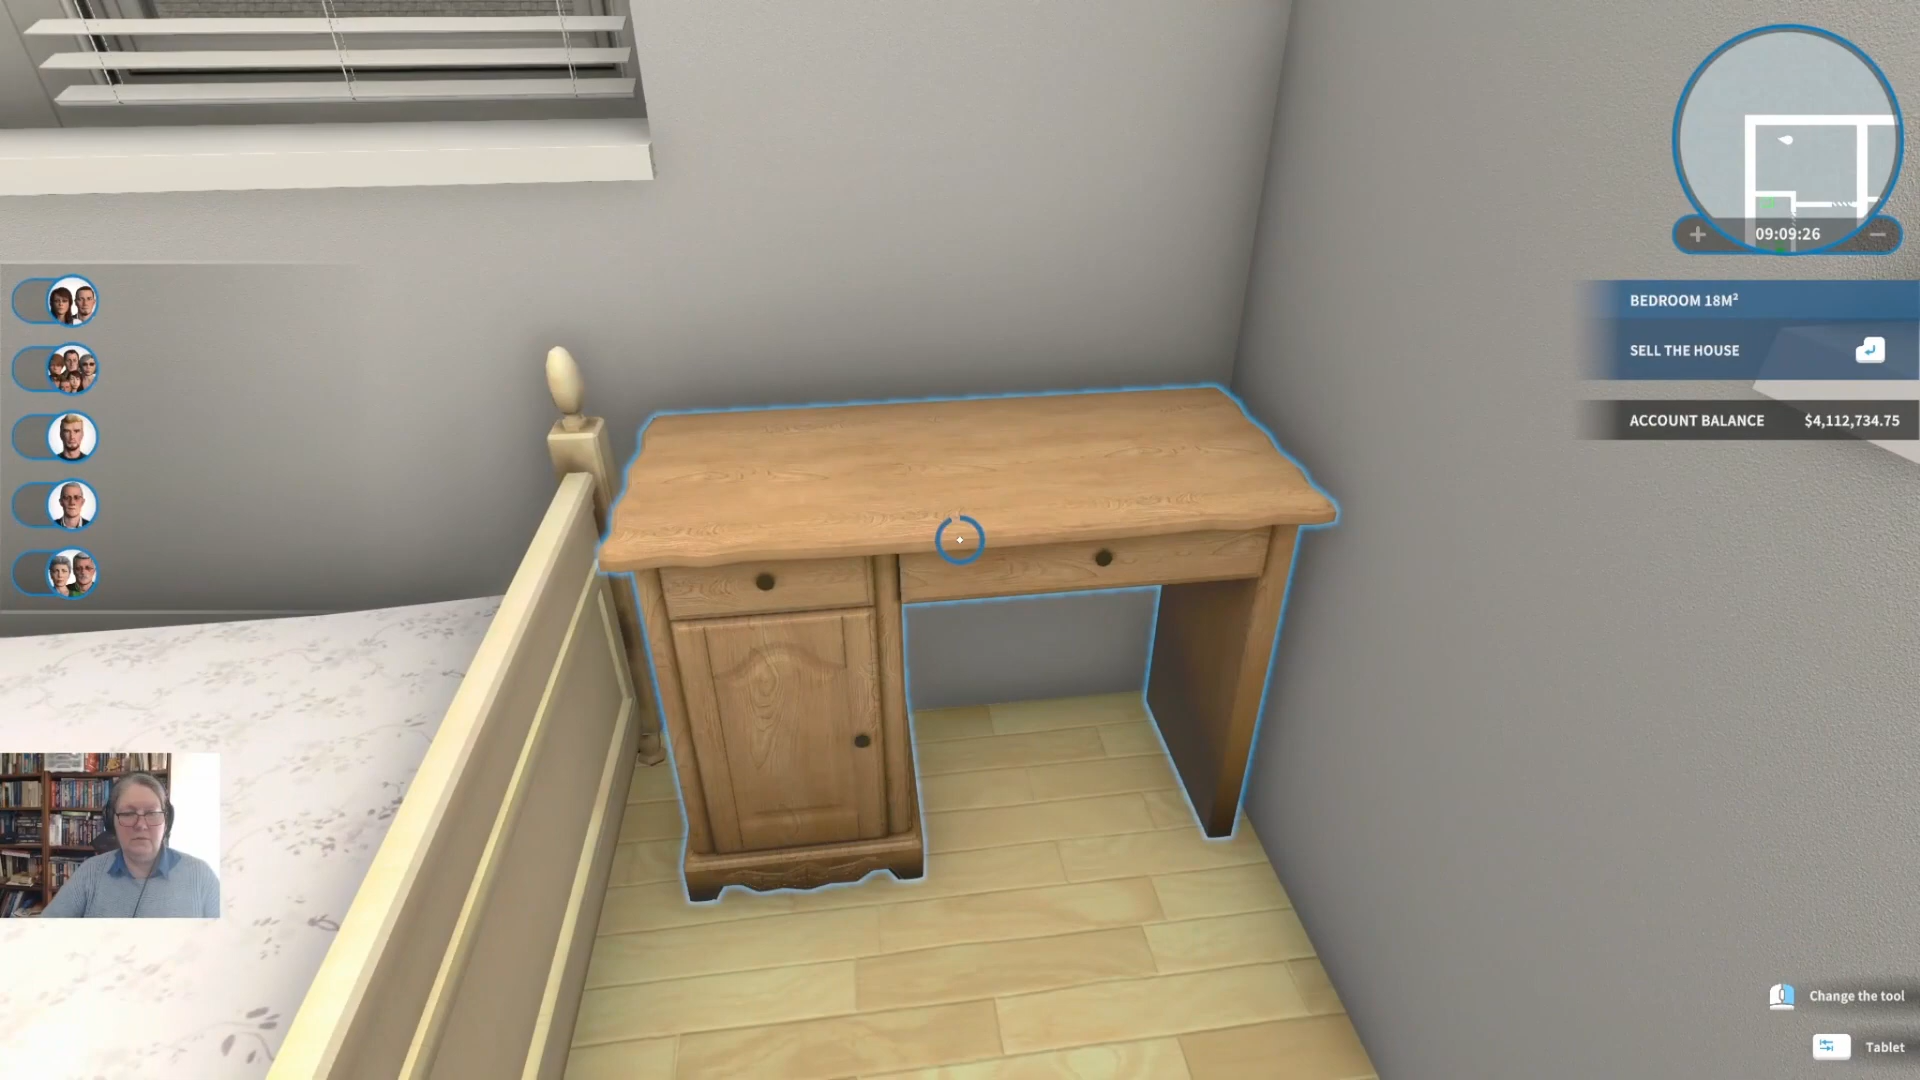 09:09:26
BEDROOM 18M²
SELL THE HOUSE
ACCOUNT BALANCE $4,112,734.75
Change the tool
Tablet